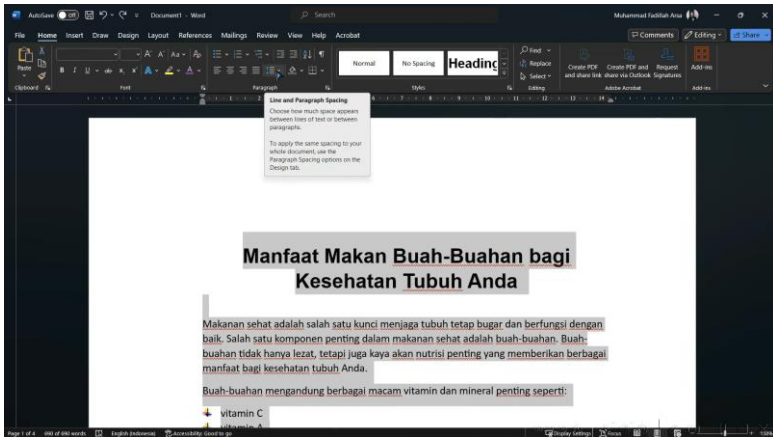 AutoSave Off Document1 - Word Search Muhammad Fadillah Arsa
File Home Insert Draw Design Layout References Mailings Review View Help Acrobat Comments Editing Share
Paste
Normal No Spacing Heading
Find
Replace
Select
Create PDF and share link
Create PDF and share via Outlook
Request Signatures
Add-ins
Clipboard Font Paragraph Styles Editing Adobe Acrobat Add-ins
Line and Paragraph Spacing
Choose how much space appears
between lines of text or between
paragraphs.
To apply the same spacing to your
whole document, use the
Paragraph Spacing options on the
Design tab.
Manfaat Makan Buah-Buahan bagi
Kesehatan Tubuh Anda
Makanan sehat adalah salah satu kunci menjaga tubuh tetap bugar dan berfungsi dengan
baik. Salah satu komponen penting dalam makanan sehat adalah buah-buahan. Buah-
buahan tidak hanya lezat, tetapi juga kaya akan nutrisi penting yang memberikan berbagai
manfaat bagi kesehatan tubuh Anda.
Buah-buahan mengandung berbagai macam vitamin dan mineral penting seperti:
vitamin C
vitamin A
Page 1 of 4 690 of 690 words English (Indonesia) Accessibility: Good to go Display Settings Focus